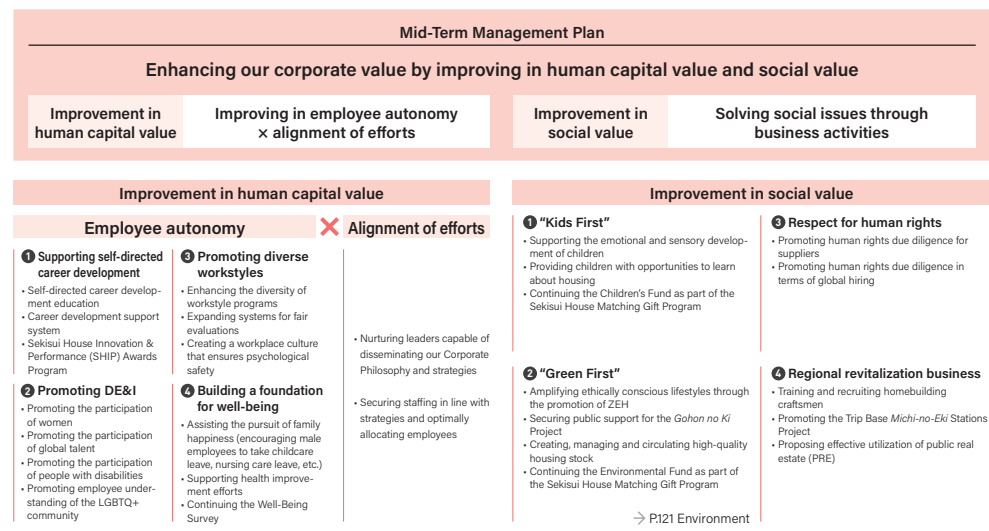 Mid-Term Management Plan
Enhancing our corporate value by improving in human capital value and social value
Improvement in
human capital value
Improving in employee autonomy
× alignment of efforts
Improvement in
social value
Solving social issues through
business activities
Improvement in human capital value
Employee autonomy
×
Alignment of efforts
1 Supporting self-directed
career development
• Self-directed career develop-
ment education
• Career development support
system
• Sekisui House Innovation &
Performance (SHIP) Awards
Program
2 Promoting DE&I
• Promoting the participation
of women
• Promoting the participation
of global talent
• Promoting the participation
of people with disabilities
• Promoting employee under-
standing of the LGBTQ+
community
3 Promoting diverse
workstyles
• Enhancing the diversity of
workstyle programs
• Expanding systems for fair
evaluations
• Creating a workplace culture
that ensures psychological
safety
4 Building a foundation
for well-being
• Assisting the pursuit of family
happiness (encouraging male
employees to take childcare
leave, nursing care leave, etc.)
• Supporting health improve-
ment efforts
• Continuing the Well-Being
Survey
• Nurturing leaders capable of
disseminating our Corporate
Philosophy and strategies
• Securing staffing in line with
strategies and optimally
allocating employees
Improvement in social value
1 “Kids First”
• Supporting the emotional and sensory develop-
ment of children
• Providing children with opportunities to learn
about housing
• Continuing the Children’s Fund as part of the
Sekisui House Matching Gift Program
2 “Green First”
• Amplifying ethically conscious lifestyles through
the promotion of ZEH
• Securing public support for the Gohon no Ki
Project
• Creating, managing and circulating high-quality
housing stock
• Continuing the Environmental Fund as part of
the Sekisui House Matching Gift Program
→ P.121 Environment
3 Respect for human rights
• Promoting human rights due diligence for
suppliers
• Promoting human rights due diligence in
terms of global hiring
4 Regional revitalization business
• Training and recruiting homebuilding
craftsmen
• Promoting the Trip Base Michi-no-Eki Stations
Project
• Proposing effective utilization of public real
estate (PRE)